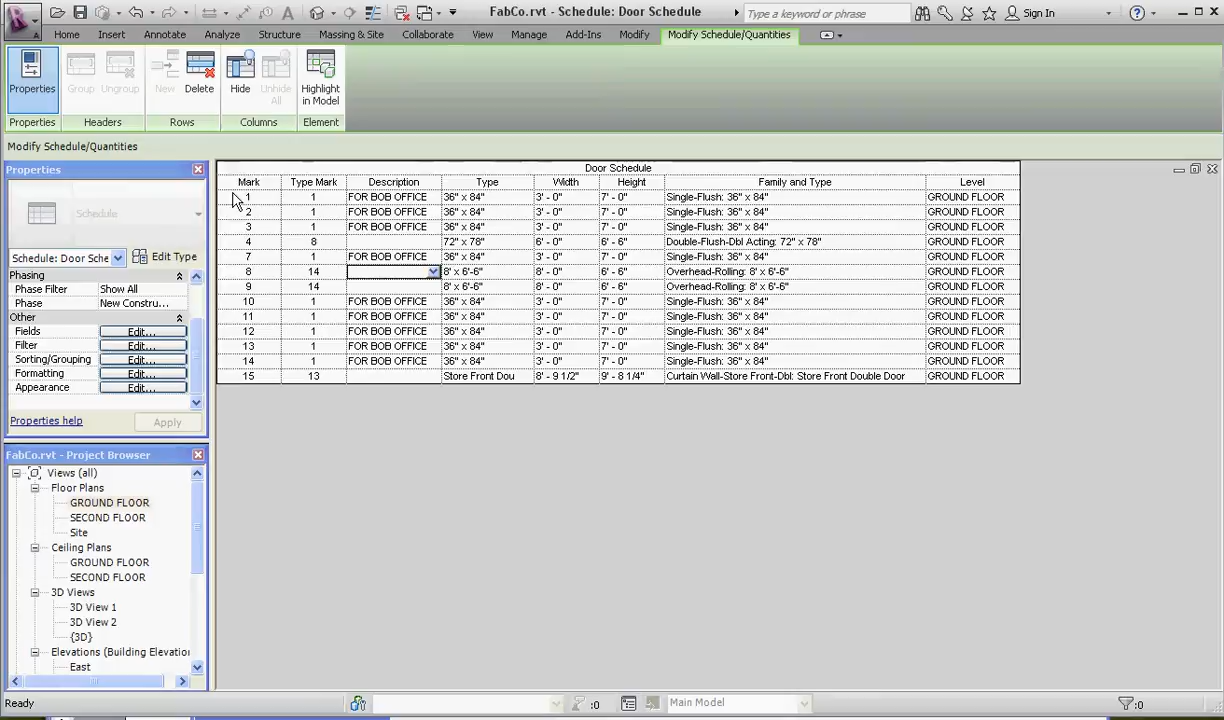 FabCo.rvt - Schedule: Door Schedule
Type a keyword or phrase
Sign In
Home Insert Annotate Analyze Structure Massing & Site Collaborate View Manage Add-Ins Modify Modify Schedule/Quantities
Properties Group Ungroup New Delete Hide Unhide All Highlight in Model
Properties Headers Rows Columns Element
Modify Schedule/Quantities
Properties
Schedule
Schedule: Door Sche Edit Type
Phasing
Phase Filter Show All
Phase New Constru...
Other
Fields Edit...
Filter Edit...
Sorting/Grouping Edit...
Formatting Edit...
Appearance Edit...
Properties help Apply
FabCo.rvt - Project Browser
Views (all)
Floor Plans
GROUND FLOOR
SECOND FLOOR
Site
Ceiling Plans
GROUND FLOOR
SECOND FLOOR
3D Views
3D View 1
3D View 2
{3D}
Elevations (Building Elevation
East
Door Schedule
Mark Type Mark Description Type Width Height Family and Type Level
1 1 FOR BOB OFFICE 36" x 84" 3' - 0" 7' - 0" Single-Flush: 36" x 84" GROUND FLOOR
2 1 FOR BOB OFFICE 36" x 84" 3' - 0" 7' - 0" Single-Flush: 36" x 84" GROUND FLOOR
3 1 FOR BOB OFFICE 36" x 84" 3' - 0" 7' - 0" Single-Flush: 36" x 84" GROUND FLOOR
4 8 72" x 78" 6' - 0" 6' - 6" Double-Flush-Dbl Acting: 72" x 78" GROUND FLOOR
7 1 FOR BOB OFFICE 36" x 84" 3' - 0" 7' - 0" Single-Flush: 36" x 84" GROUND FLOOR
8 14 8' x 6'-6" 8' - 0" 6' - 6" Overhead-Rolling: 8' x 6'-6" GROUND FLOOR
9 14 8' x 6'-6" 8' - 0" 6' - 6" Overhead-Rolling: 8' x 6'-6" GROUND FLOOR
10 1 FOR BOB OFFICE 36" x 84" 3' - 0" 7' - 0" Single-Flush: 36" x 84" GROUND FLOOR
11 1 FOR BOB OFFICE 36" x 84" 3' - 0" 7' - 0" Single-Flush: 36" x 84" GROUND FLOOR
12 1 FOR BOB OFFICE 36" x 84" 3' - 0" 7' - 0" Single-Flush: 36" x 84" GROUND FLOOR
13 1 FOR BOB OFFICE 36" x 84" 3' - 0" 7' - 0" Single-Flush: 36" x 84" GROUND FLOOR
14 1 FOR BOB OFFICE 36" x 84" 3' - 0" 7' - 0" Single-Flush: 36" x 84" GROUND FLOOR
15 13 Store Front Dou 8' - 9 1/2" 9' - 8 1/4" Curtain Wall-Store Front-Dbl: Store Front Double Door GROUND FLOOR
Ready :0 Main Model :0